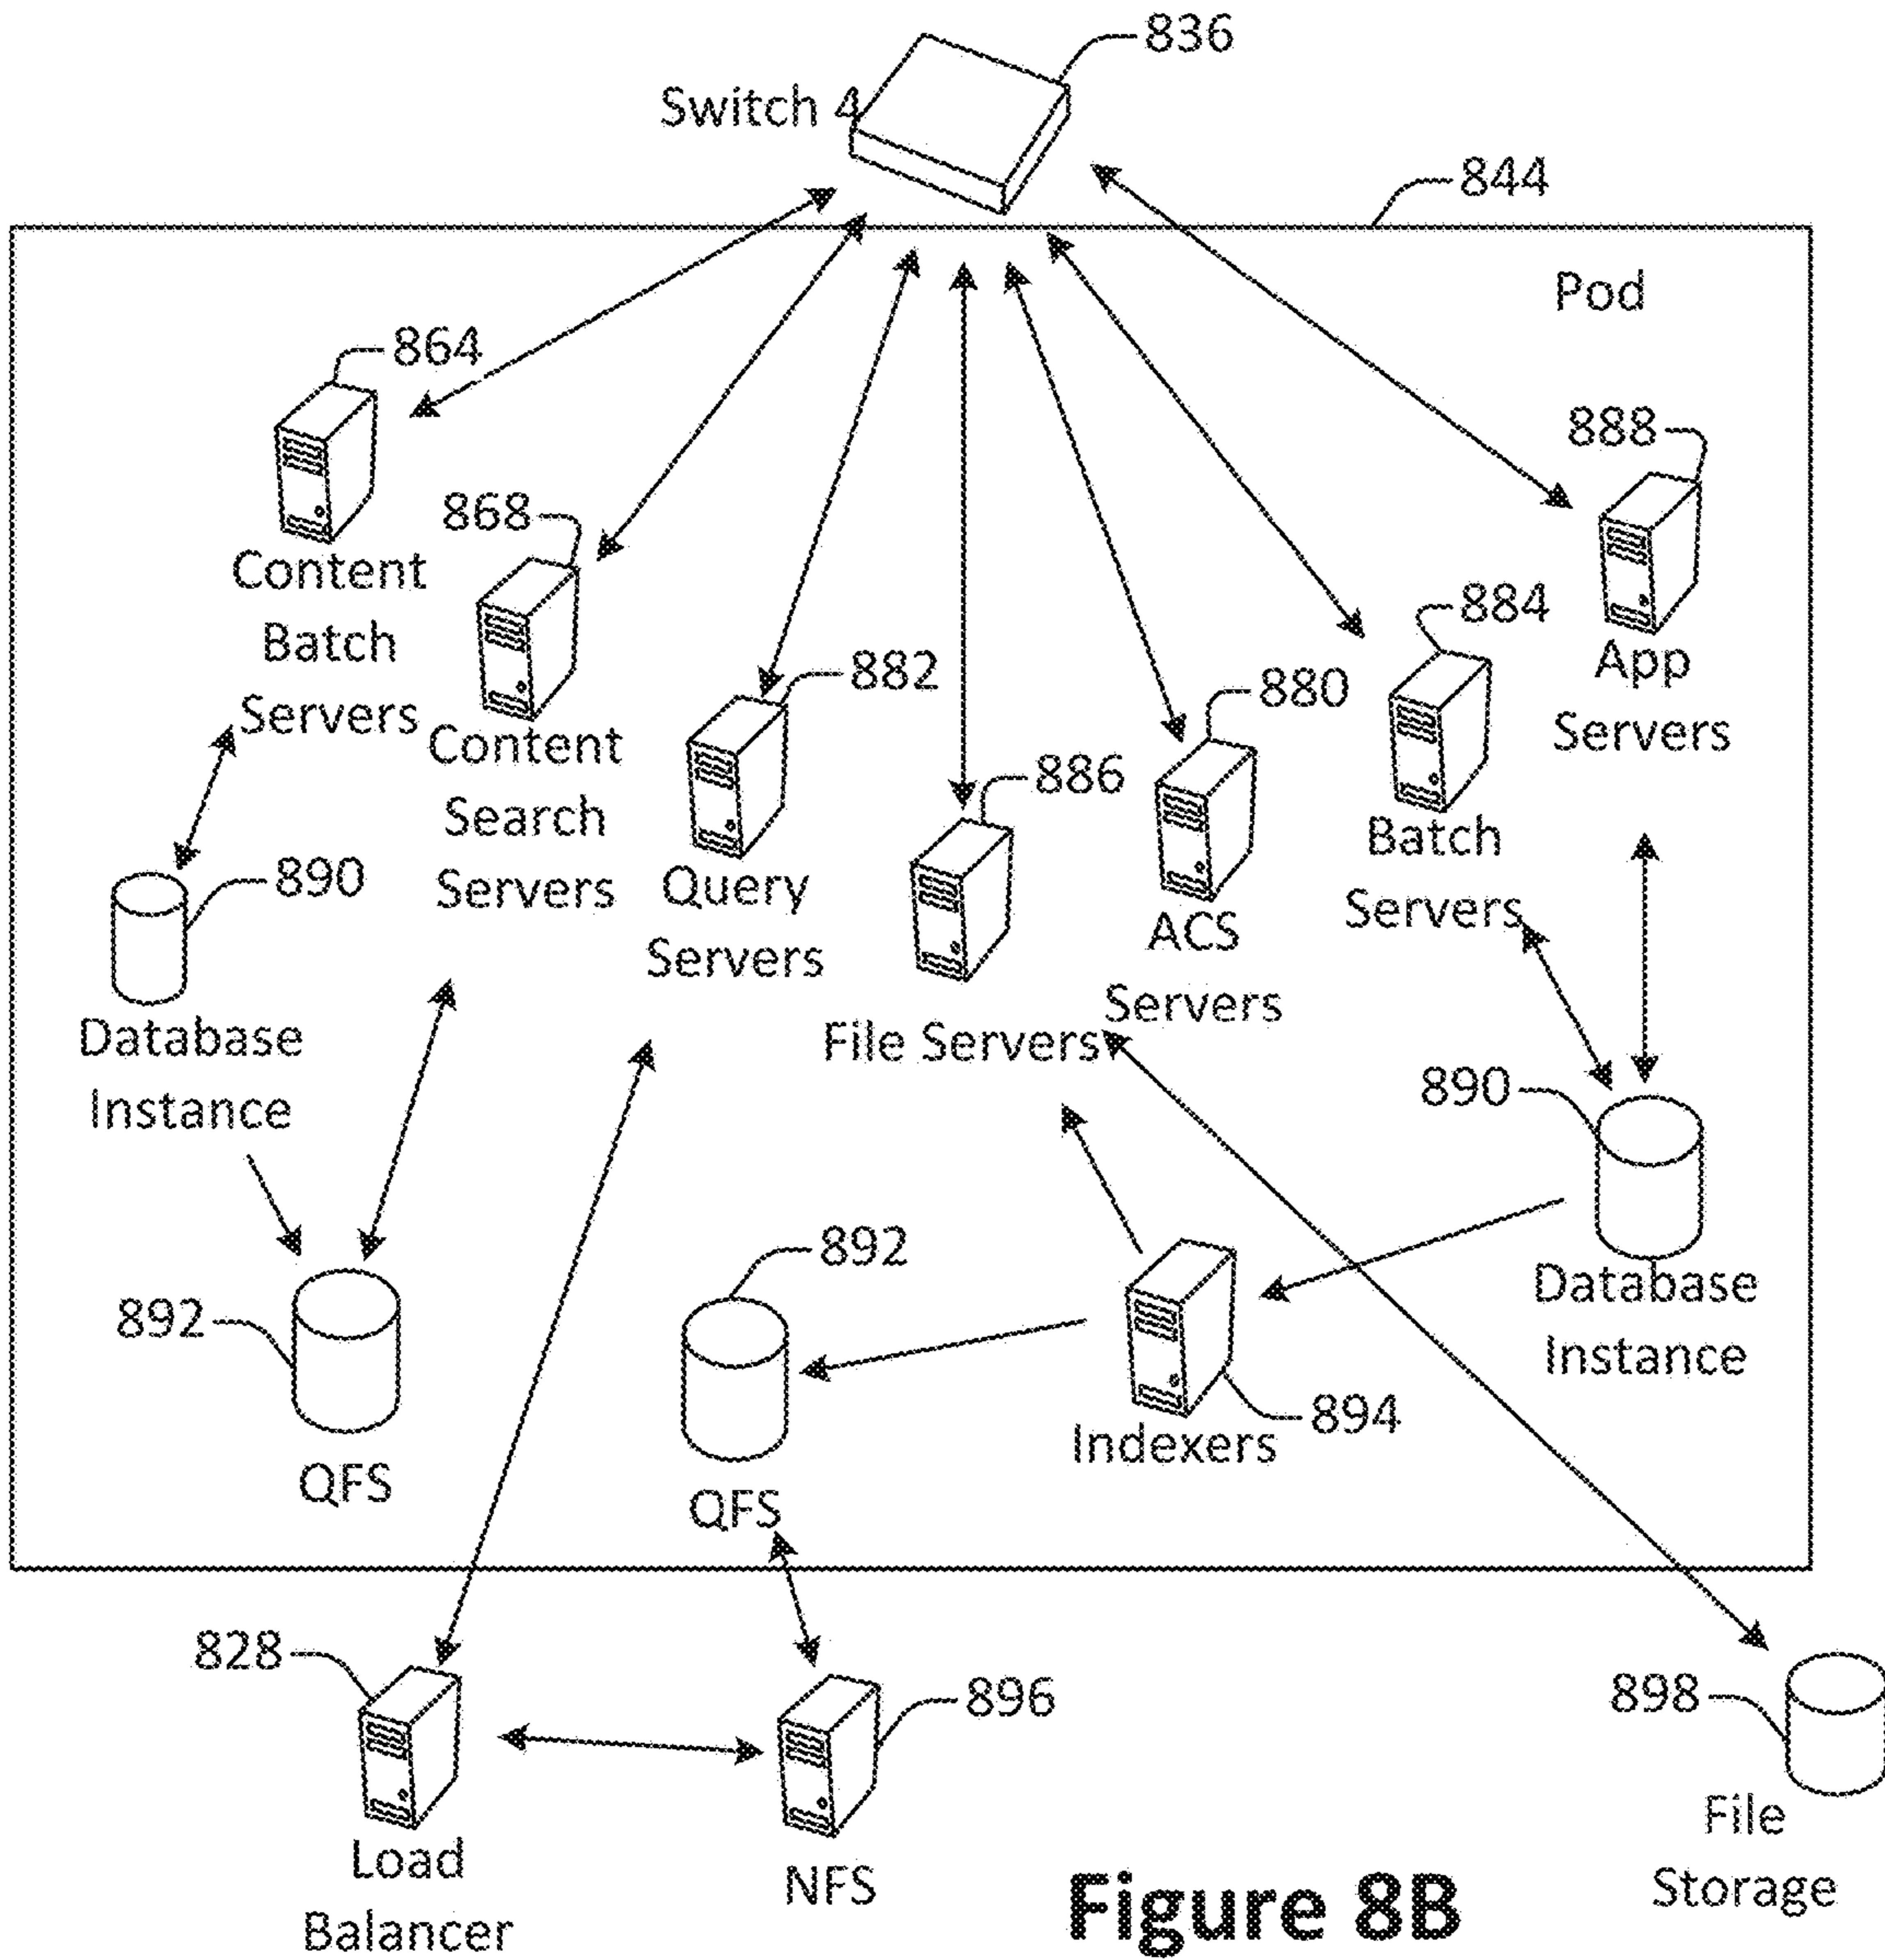 836
Switch 4
844
Pod
864
888
868
Content
Batch
Servers
884
App
Servers
882
880
Content
Search
Servers
886
Batch
Servers
890
Query
Servers
ACS
Servers
Database
Instance
File Servers
890
892
892
Database
Instance
894
Indexers
QFS
QFS
828
896
898
Load
Balancer
NFS
File
Storage
Figure 8B